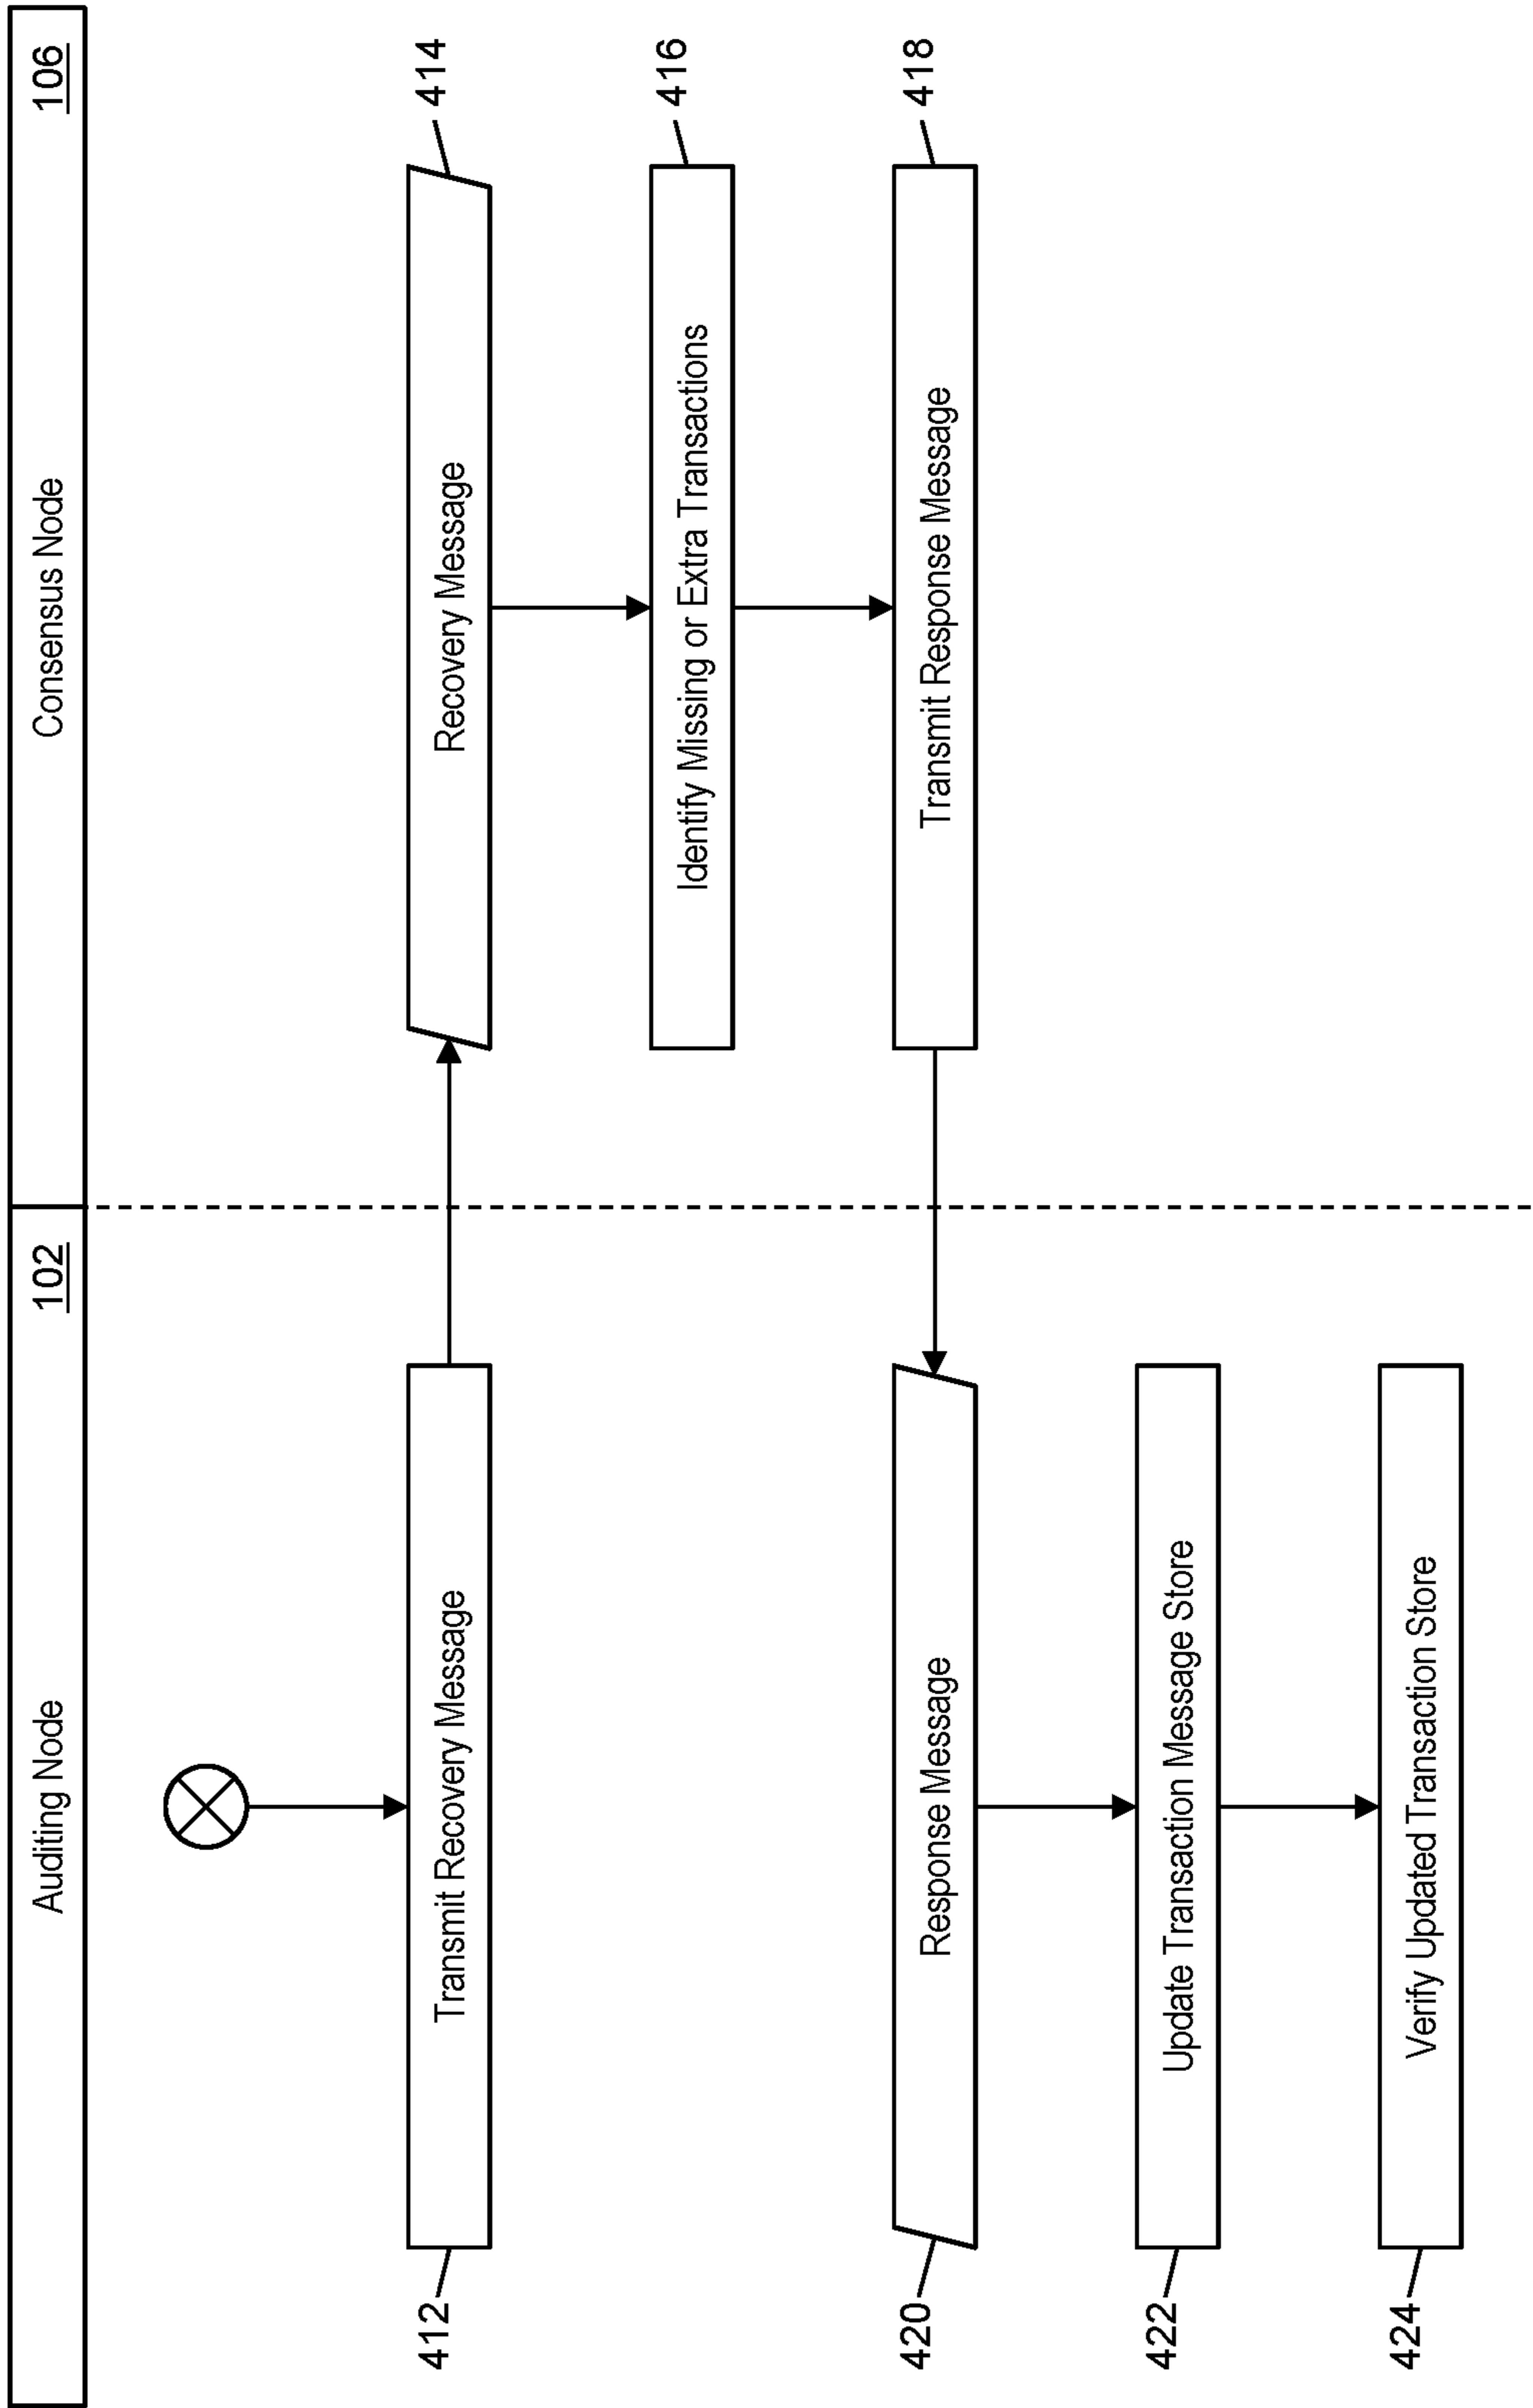 Auditing Node
102
Consensus Node
106
412
Transmit Recovery Message
Recovery Message
414
Identify Missing or Extra Transactions
416
Transmit Response Message
418
420
Response Message
422
Update Transaction Message Store
424
Verify Updated Transaction Store